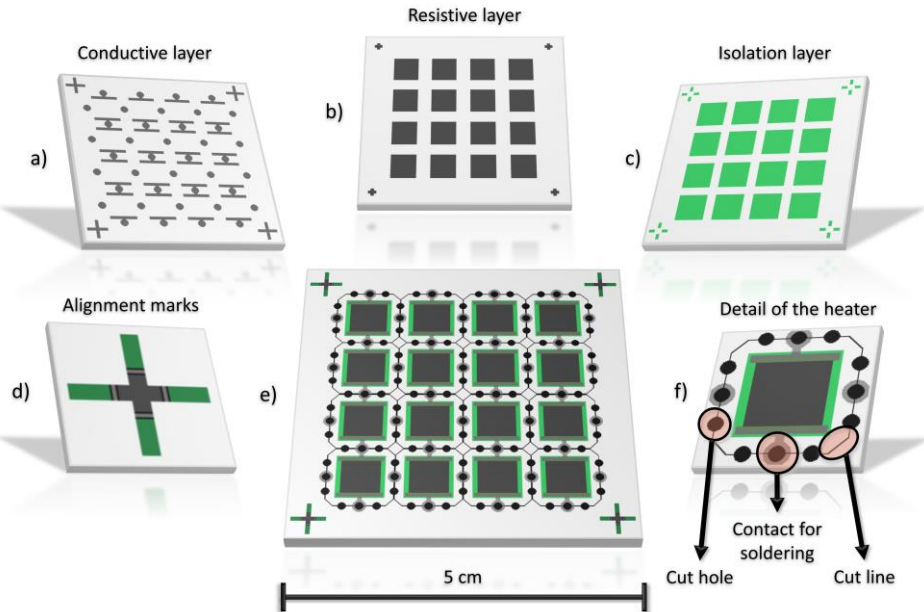 Resistive layer
Conductive layer
Isolation layer
b)
a)
c)
Alignment marks
Detail of the heater
d)
e)
f)
Contact for
soldering
Cut hole
Cut line
5 cm